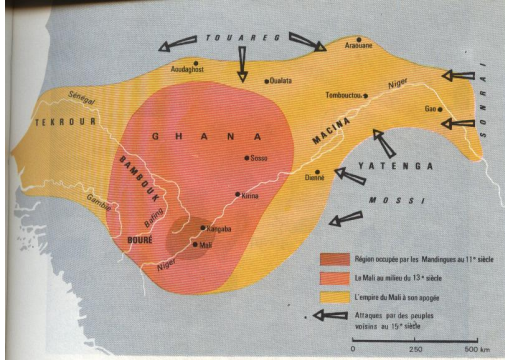 TOUAREG
Araouane
Aoudaghost
Oualata
Sénégal
Tombouctou
Niger
SONRAI
Gao
TEKROUR
GHANA
MACINA
BAMBOUK
Sosso
YATENGA
Dienné
Kirina
MOSSI
Gambie
Bafing
Kangaba
BOURÉ
Mali
Niger
Région occupée par les Mandingues au 11e siècle
Le Mali au milieu du 13e siècle
L'empire du Mali à son apogée
Attaques par des peuples
voisins au 15e siècle
0 250 500 km